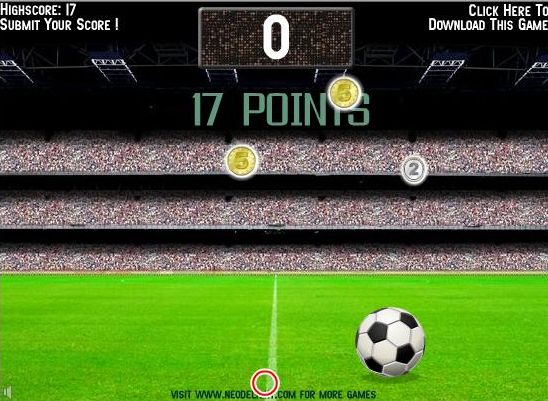 Highscore: 17
Submit Your Score !
0
Click Here To
Download This Game
5
17 POINTS
5
2
VISIT WWW.NEODE
.COM FOR MORE GAMES